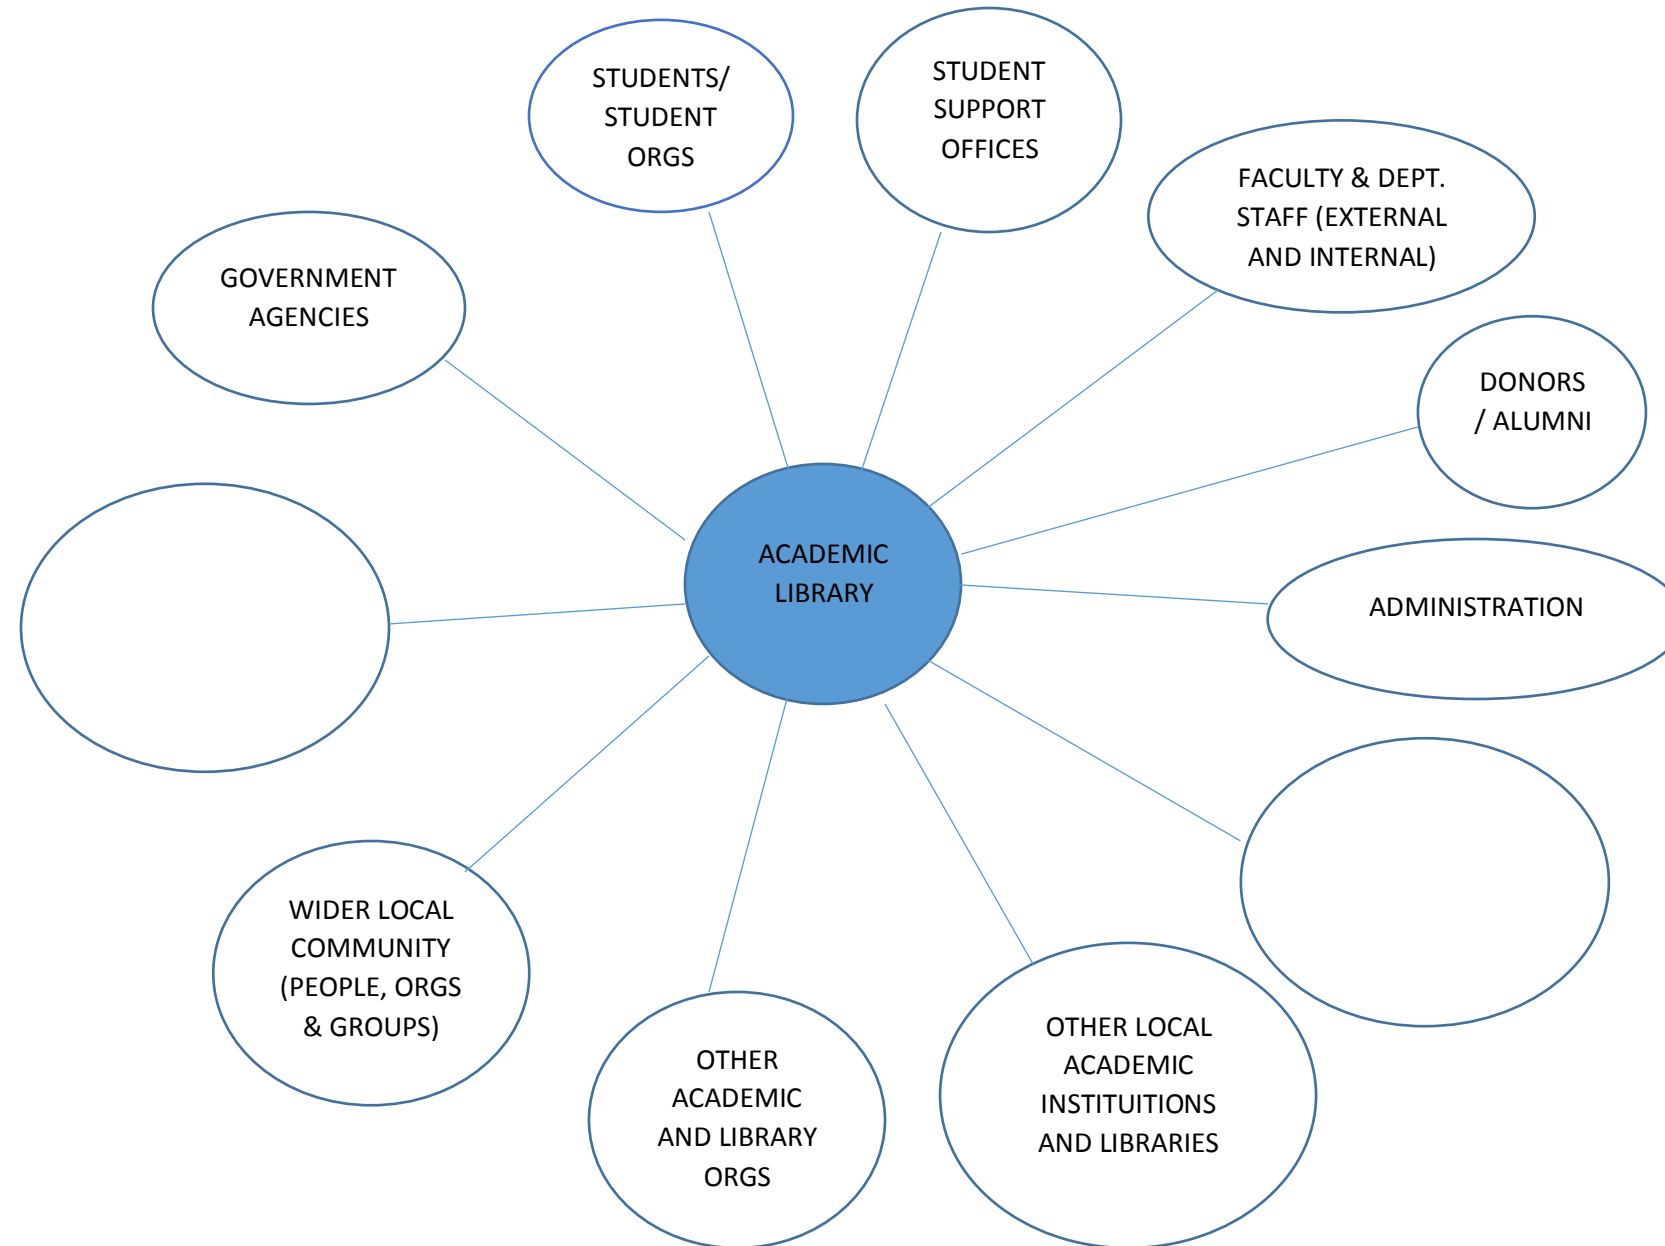 STUDENTS/
STUDENT
ORGS
STUDENT
SUPPORT
OFFICES
FACULTY & DEPT.
STAFF (EXTERNAL
AND INTERNAL)
GOVERNMENT
AGENCIES
DONORS
/ ALUMNI
ACADEMIC
LIBRARY
ADMINISTRATION
WIDER LOCAL
COMMUNITY
(PEOPLE, ORGS
& GROUPS)
OTHER
ACADEMIC
AND LIBRARY
ORGS
OTHER LOCAL
ACADEMIC
INSTITUITIONS
AND LIBRARIES